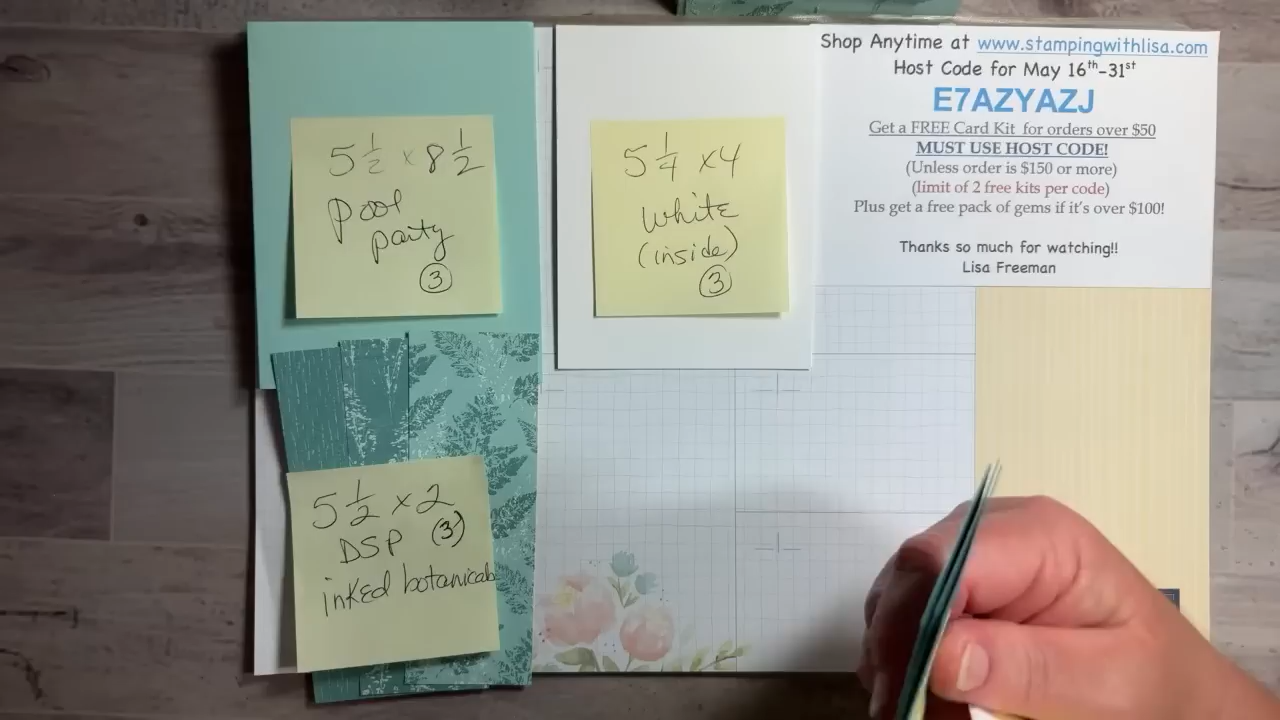 5 1/2 x 8 1/2
pool
party
(3)
5 1/4 x4
white
(inside)
(3)
Shop Anytime at www.stampingwithlisa.com
Host Code for May 16th-31st
E7AZYAZJ
Get a FREE Card Kit for orders over $50
MUST USE HOST CODE!
(Unless order is $150 or more)
(limit of 2 free kits per code)
Plus get a free pack of gems if it's over $100!
Thanks so much for watching!!
Lisa Freeman
5 1/2 x 2
DSP (3)
inked botanicals